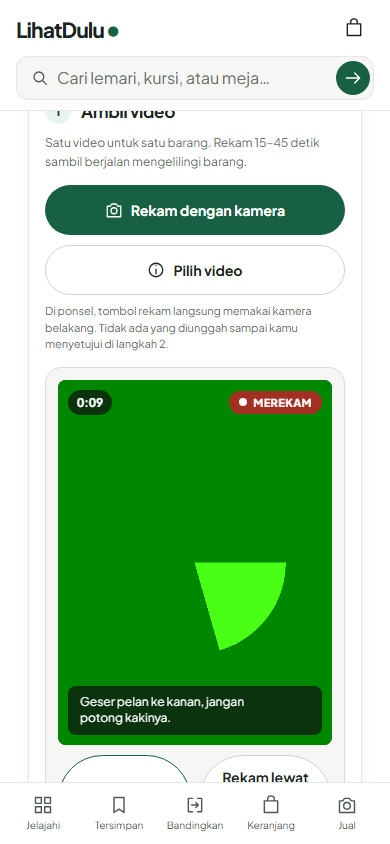 LihatDulu
Cari lemari, kursi, atau meja…
Ambil video
Satu video untuk satu barang. Rekam 15–45 detik
sambil berjalan mengelilingi barang.
Rekam dengan kamera
Pilih video
Di ponsel, tombol rekam langsung memakai kamera
belakang. Tidak ada yang diunggah sampai kamu
menyetujui di langkah 2.
0:09
MEREKAM
Geser pelan ke kanan, jangan
potong kakinya.
Rekam lewat
Jelajahi
Tersimpan
Bandingkan
Keranjang
Jual